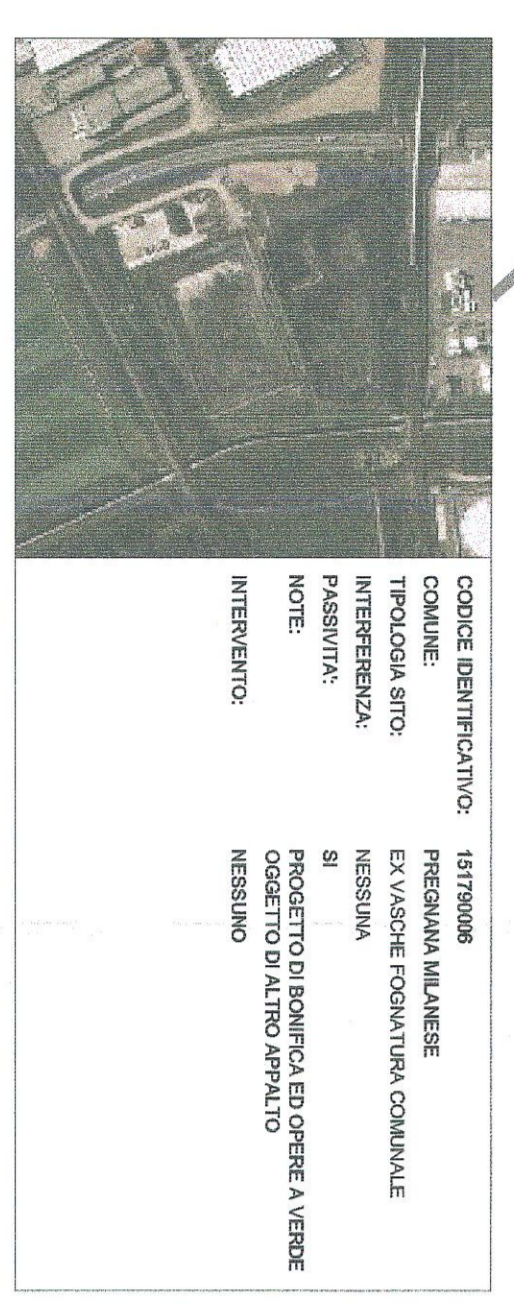 CODICE IDENTIFICATIVO: 151790006
COMUNE: PREGNANA MILANESE
TIPOLOGIA SITO: EX VASCHE FOGNATURA COMUNALE
INTERFERENZA: NESSUNA
PASSIVITA': SI
NOTE: PROGETTO DI BONIFICA ED OPERE A VERDE
OGGETTO DI ALTRO APPALTO
INTERVENTO: NESSUNO